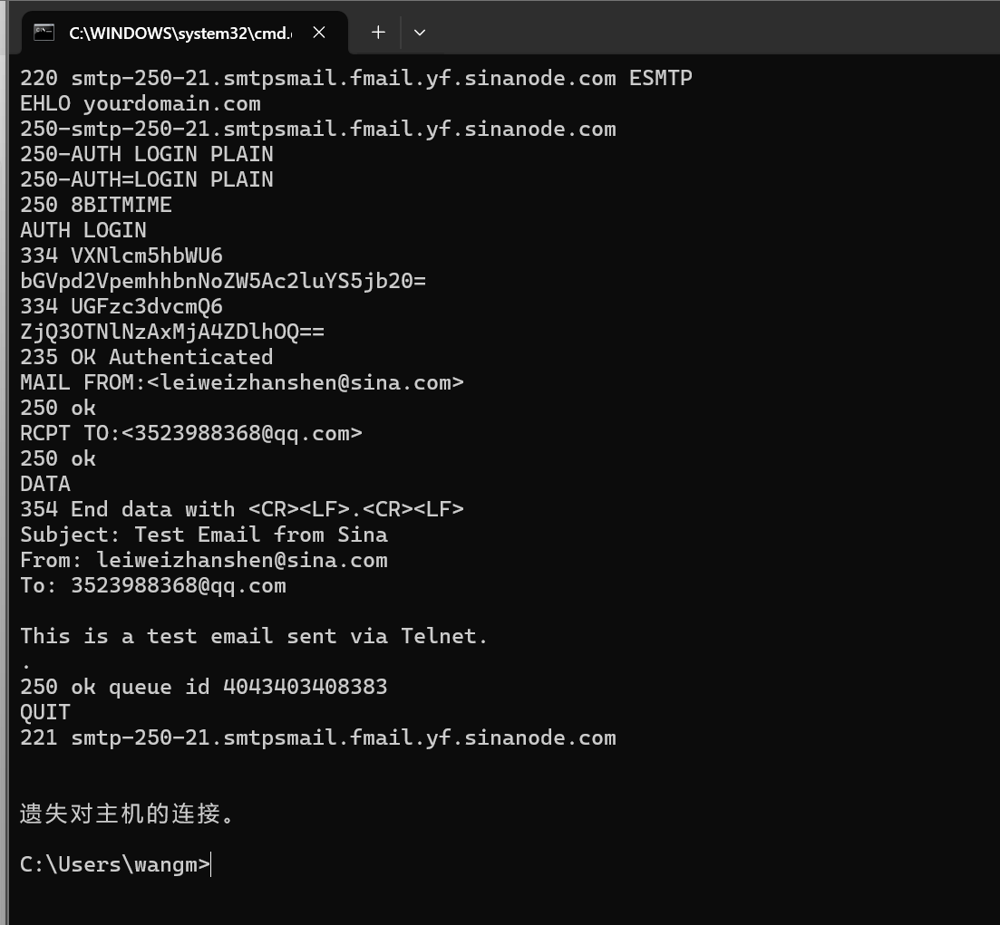 C:\WINDOWS\system32\cmd.
220 smtp-250-21.smtpsmail.fmail.yf.sinanode.com ESMTP
EHLO yourdomain.com
250-smtp-250-21.smtpsmail.fmail.yf.sinanode.com
250-AUTH LOGIN PLAIN
250-AUTH=LOGIN PLAIN
250 8BITMIME
AUTH LOGIN
334 VXNlcm5hbWU6
bGVpd2VpemhhbnNoZW5Ac2luYS5jb20=
334 UGFzc3dvcmQ6
ZjQ3OTNlNzAxMjA4ZDlhOQ==
235 OK Authenticated
MAIL FROM:<leiweizhanshen@sina.com>
250 ok
RCPT TO:<3523988368@qq.com>
250 ok
DATA
354 End data with <CR><LF>.<CR><LF>
Subject: Test Email from Sina
From: leiweizhanshen@sina.com
To: 3523988368@qq.com
This is a test email sent via Telnet.
.
250 ok queue id 4043403408383
QUIT
221 smtp-250-21.smtpsmail.fmail.yf.sinanode.com
遗失对主机的连接。
C:\Users\wangm>